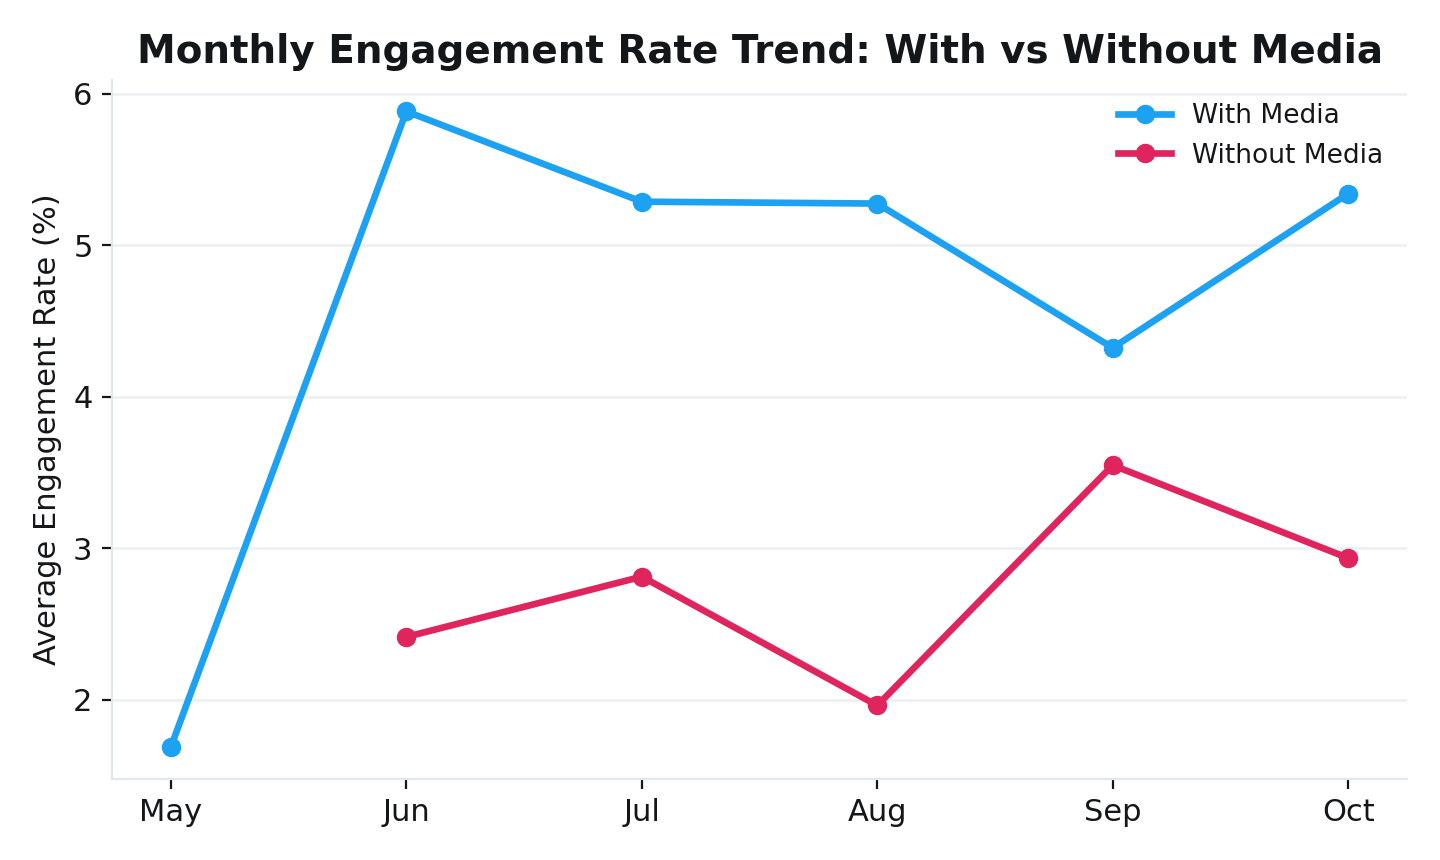 Monthly Engagement Rate Trend: With vs Without Media
Average Engagement Rate (%)
6
5
4
3
2
With Media
Without Media
May Jun Jul Aug Sep Oct